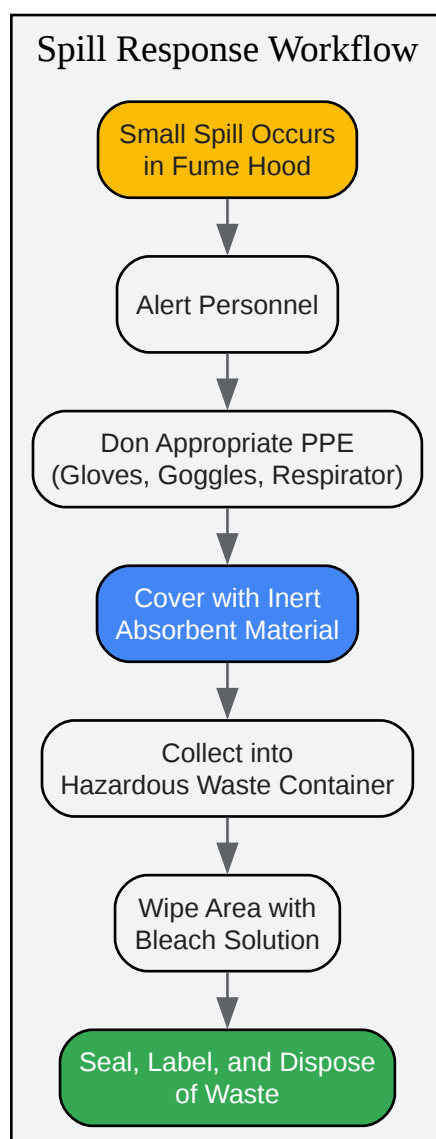 Spill Response Workflow
Small Spill Occurs
in Fume Hood
Alert Personnel
Don Appropriate PPE
(Gloves, Goggles, Respirator)
Cover with Inert
Absorbent Material
Collect into
Hazardous Waste Container
Wipe Area with
Bleach Solution
Seal, Label, and Dispose
of Waste